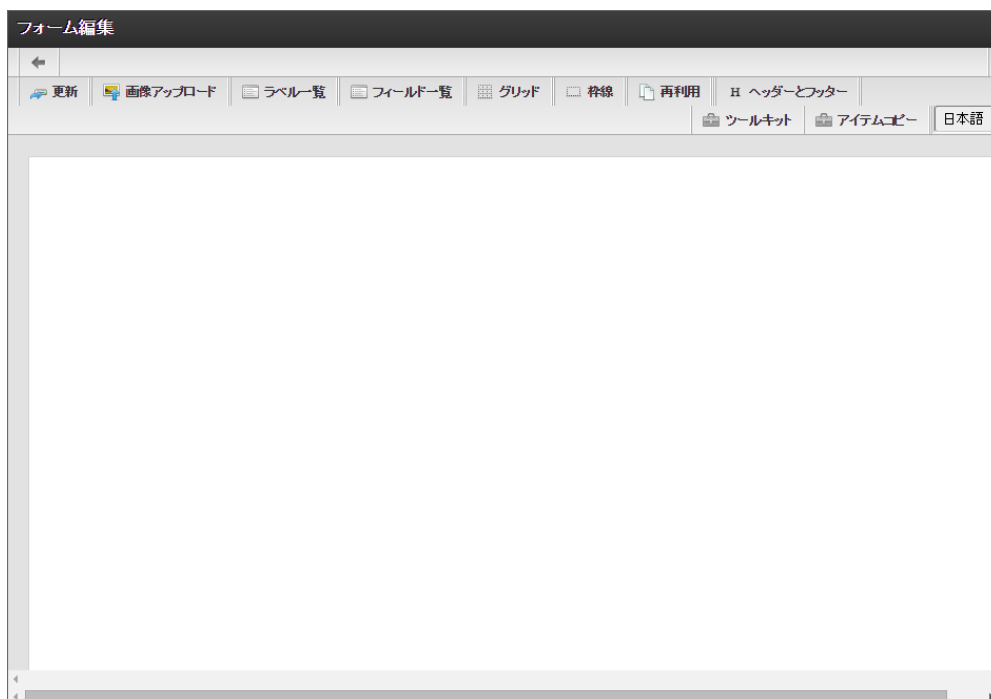 フォーム編集
更新 画像アップロード ラベル一覧 フィールド一覧 グリッド 枠線 再利用 H ヘッダーとフッター
ツールキット アイテムコピー 日本語